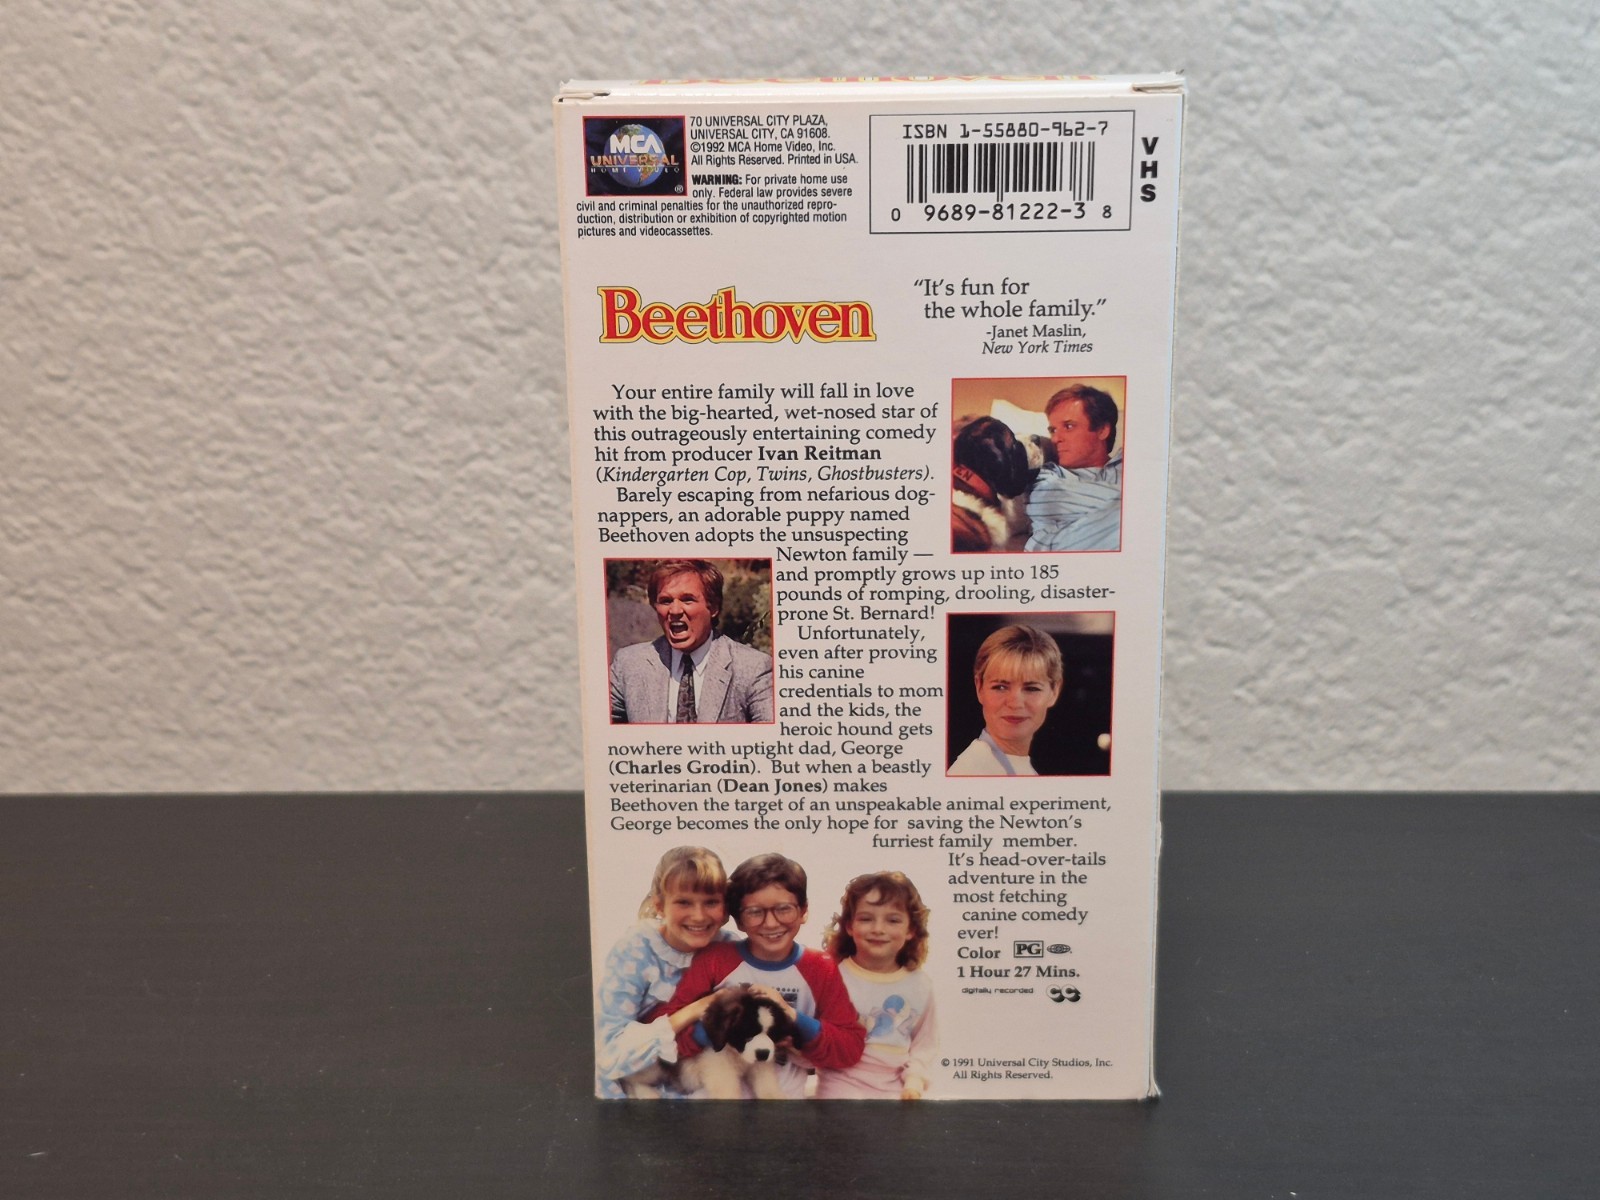 Beethoven
MCA
UNIVERSAL
HOME VIDEO
®
70 UNIVERSAL CITY PLAZA,
UNIVERSAL CITY, CA 91608.
©1992 MCA Home Video, Inc.
All Rights Reserved. Printed in USA.
WARNING: For private home use
only. Federal law provides severe
civil and criminal penalties for the unauthorized repro-
duction, distribution or exhibition of copyrighted motion
pictures and videocassettes.
ISBN 1-55880-962-7
0 9689-81222-3 8
VHS
Beethoven
“It's fun for
the whole family.”
-Janet Maslin,
New York Times
Your entire family will fall in love
with the big-hearted, wet-nosed star of
this outrageously entertaining comedy
hit from producer Ivan Reitman
(Kindergarten Cop, Twins, Ghostbusters).
Barely escaping from nefarious dog-
nappers, an adorable puppy named
Beethoven adopts the unsuspecting
Newton family —
and promptly grows up into 185
pounds of romping, drooling, disaster-
prone St. Bernard!
Unfortunately,
even after proving
his canine
credentials to mom
and the kids, the
heroic hound gets
nowhere with uptight dad, George
(Charles Grodin). But when a beastly
veterinarian (Dean Jones) makes
Beethoven the target of an unspeakable animal experiment,
George becomes the only hope for saving the Newton's
furriest family member.
It's head-over-tails
adventure in the
most fetching
canine comedy
ever!
Color PG
1 Hour 27 Mins.
digitally recorded CC
© 1991 Universal City Studios, Inc.
All Rights Reserved.